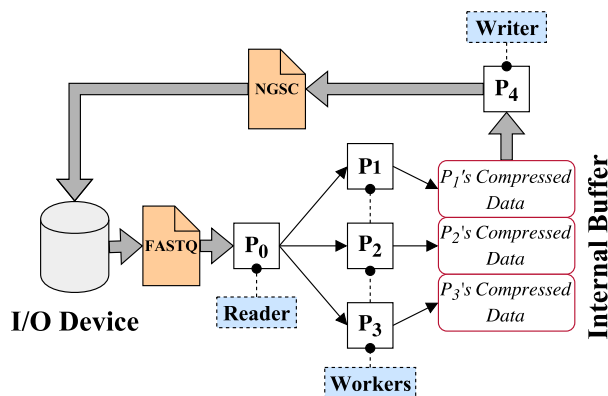 Writer
NGSC
P4
P1
P1's Compressed
Data
FASTQ
P0
P2
P2's Compressed
Data
Reader
P3
P3's Compressed
Data
I/O Device
Workers
Internal Buffer